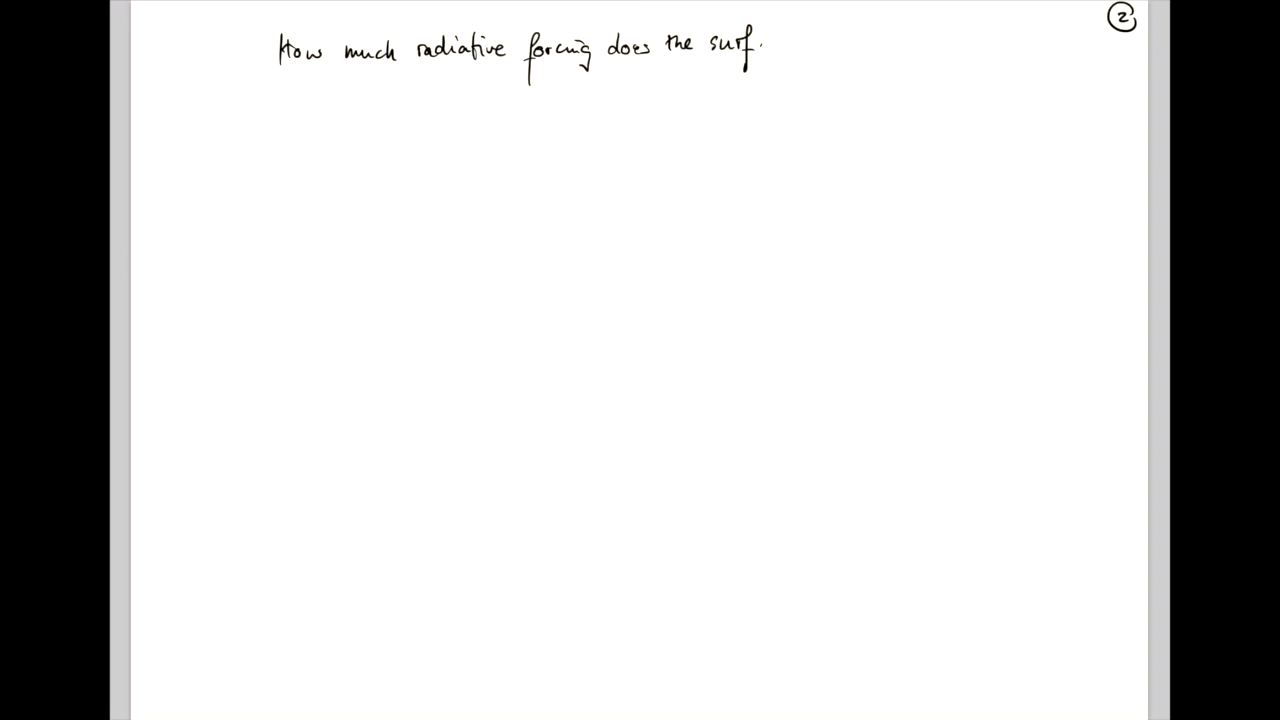 ②
How much radiative forcing does the surf.